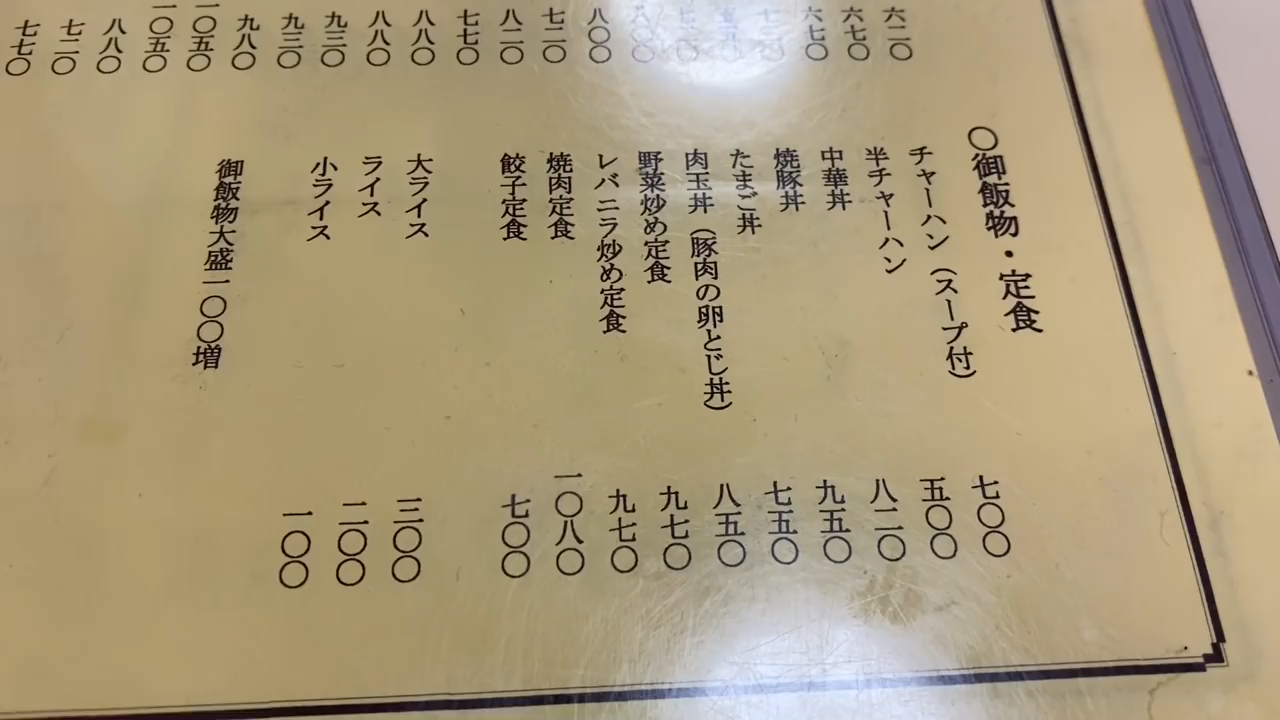 六二〇
六七〇
六七〇
八〇〇
八〇〇
七二〇
八二〇
七七〇
八八〇
八八〇
九三〇
九三〇
九八〇
一〇五〇
一〇五〇
八八〇
七二〇
七七〇
〇御飯物・定食
チャーハン（スープ付） 七〇〇
半チャーハン 五〇〇
中華丼 八二〇
焼豚丼 九五〇
たまご丼 七五〇
肉玉丼（豚肉の卵とじ丼） 八五〇
野菜炒め定食 九七〇
レバニラ炒め定食 九七〇
焼肉定食 一〇八〇
餃子定食 七〇〇
大ライス 三〇〇
ライス 二〇〇
小ライス 一〇〇
御飯物大盛一〇〇増